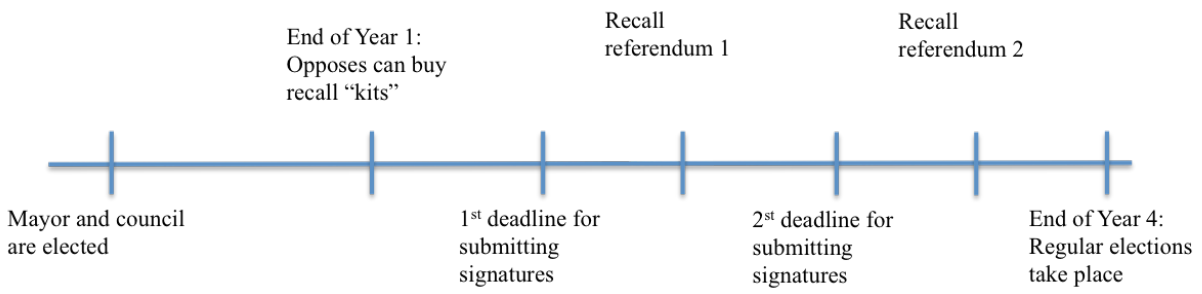 End of Year 1:
Opposes can buy
recall “kits”
Recall
referendum 1
Recall
referendum 2
Mayor and council
are elected
1st deadline for
submitting
signatures
2st deadline for
submitting
signatures
End of Year 4:
Regular elections
take place